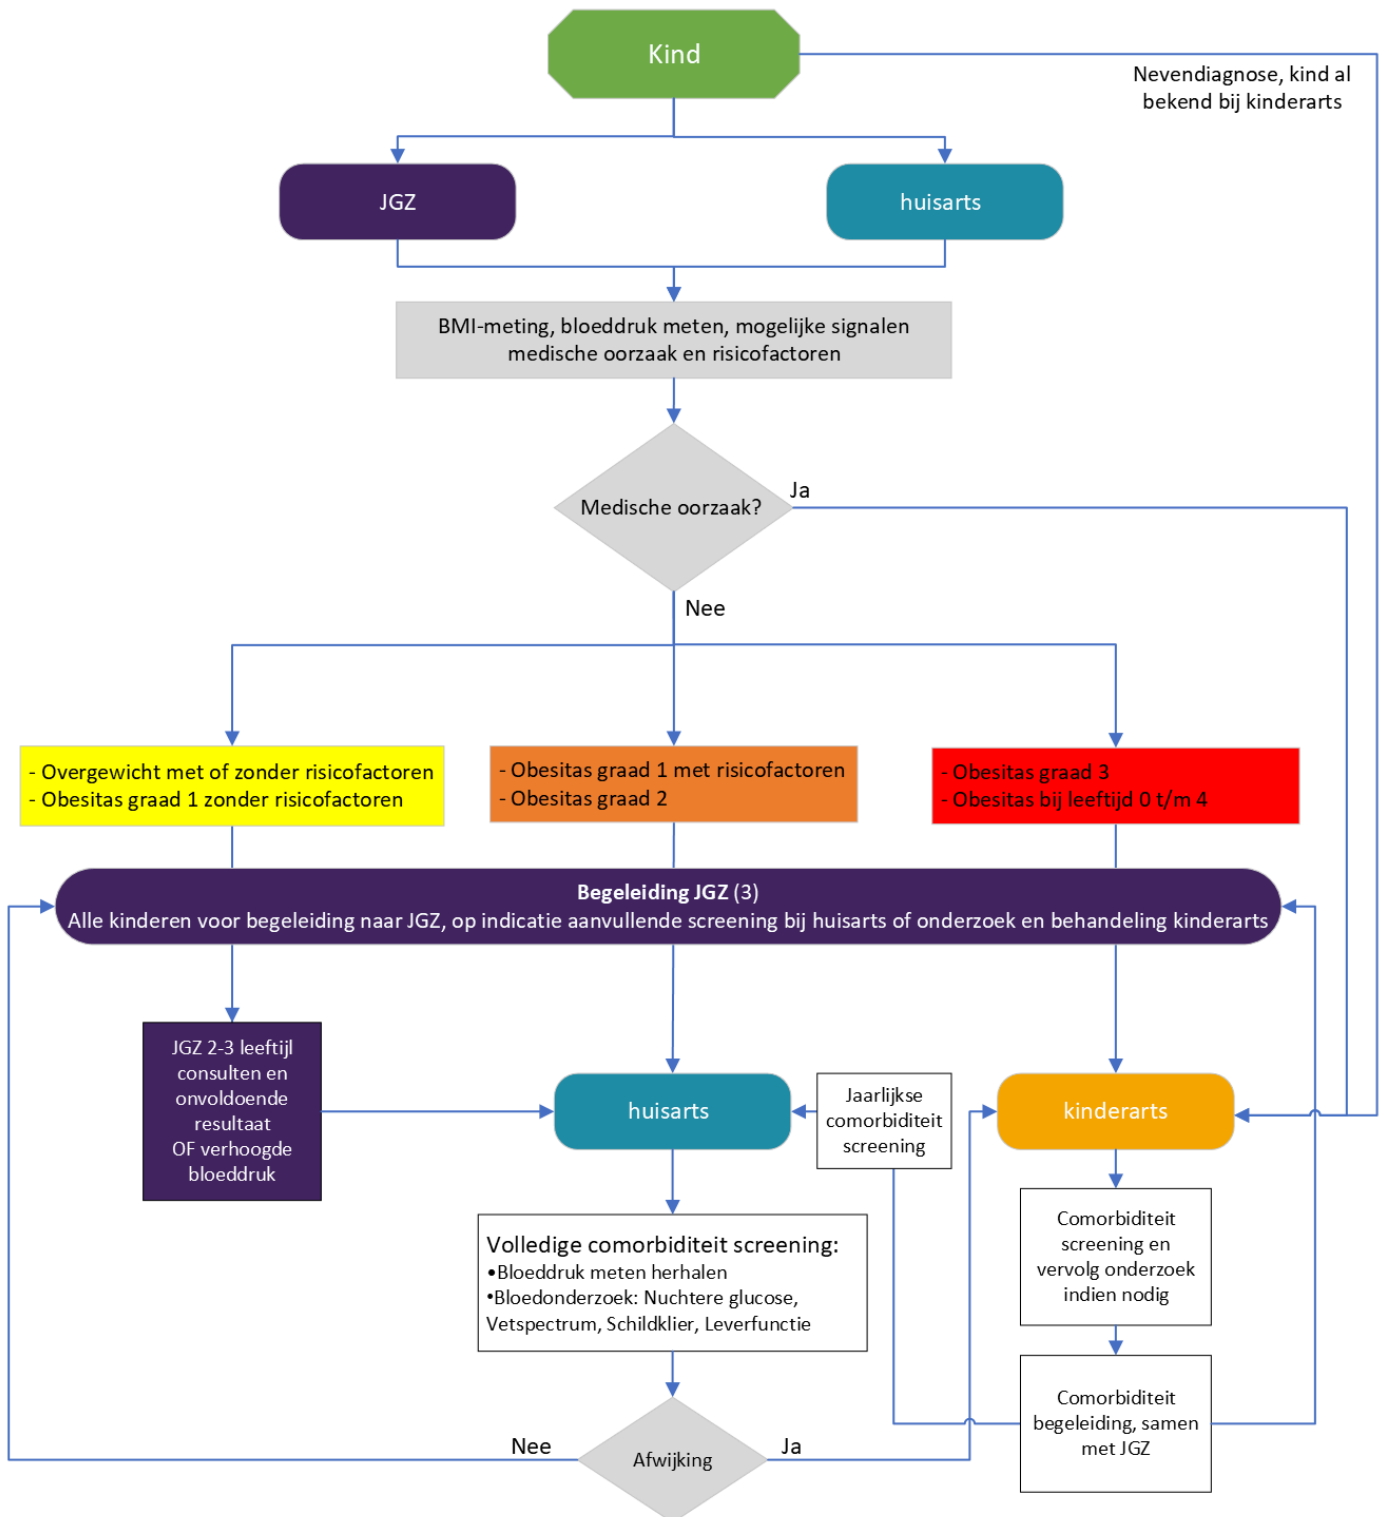 Kind
Nevendiagnose, kind al
bekend bij kinderarts
JGZ
huisarts
BMI-meting, bloeddruk meten, mogelijke signalen
medische oorzaak en risicofactoren
Medische oorzaak?
Ja
Nee
- Overgewicht met of zonder risicofactoren
- Obesitas graad 1 zonder risicofactoren
- Obesitas graad 1 met risicofactoren
- Obesitas graad 2
- Obesitas graad 3
- Obesitas bij leeftijd 0 t/m 4
Begeleiding JGZ (3)
Alle kinderen voor begeleiding naar JGZ, op indicatie aanvullende screening bij huisarts of onderzoek en behandeling kinderarts
JGZ 2-3 leeftijl
consulten en
onvoldoende
resultaat
OF verhoogde
bloeddruk
huisarts
Jaarlijkse
comorbiditeit
screening
kinderarts
Volledige comorbiditeit screening:
•Bloeddruk meten herhalen
•Bloedonderzoek: Nuchtere glucose,
Vetspectrum, Schildklier, Leverfunctie
Comorbiditeit
screening en
vervolg onderzoek
indien nodig
Comorbiditeit
begeleiding, samen
met JGZ
Nee
Afwijking
Ja